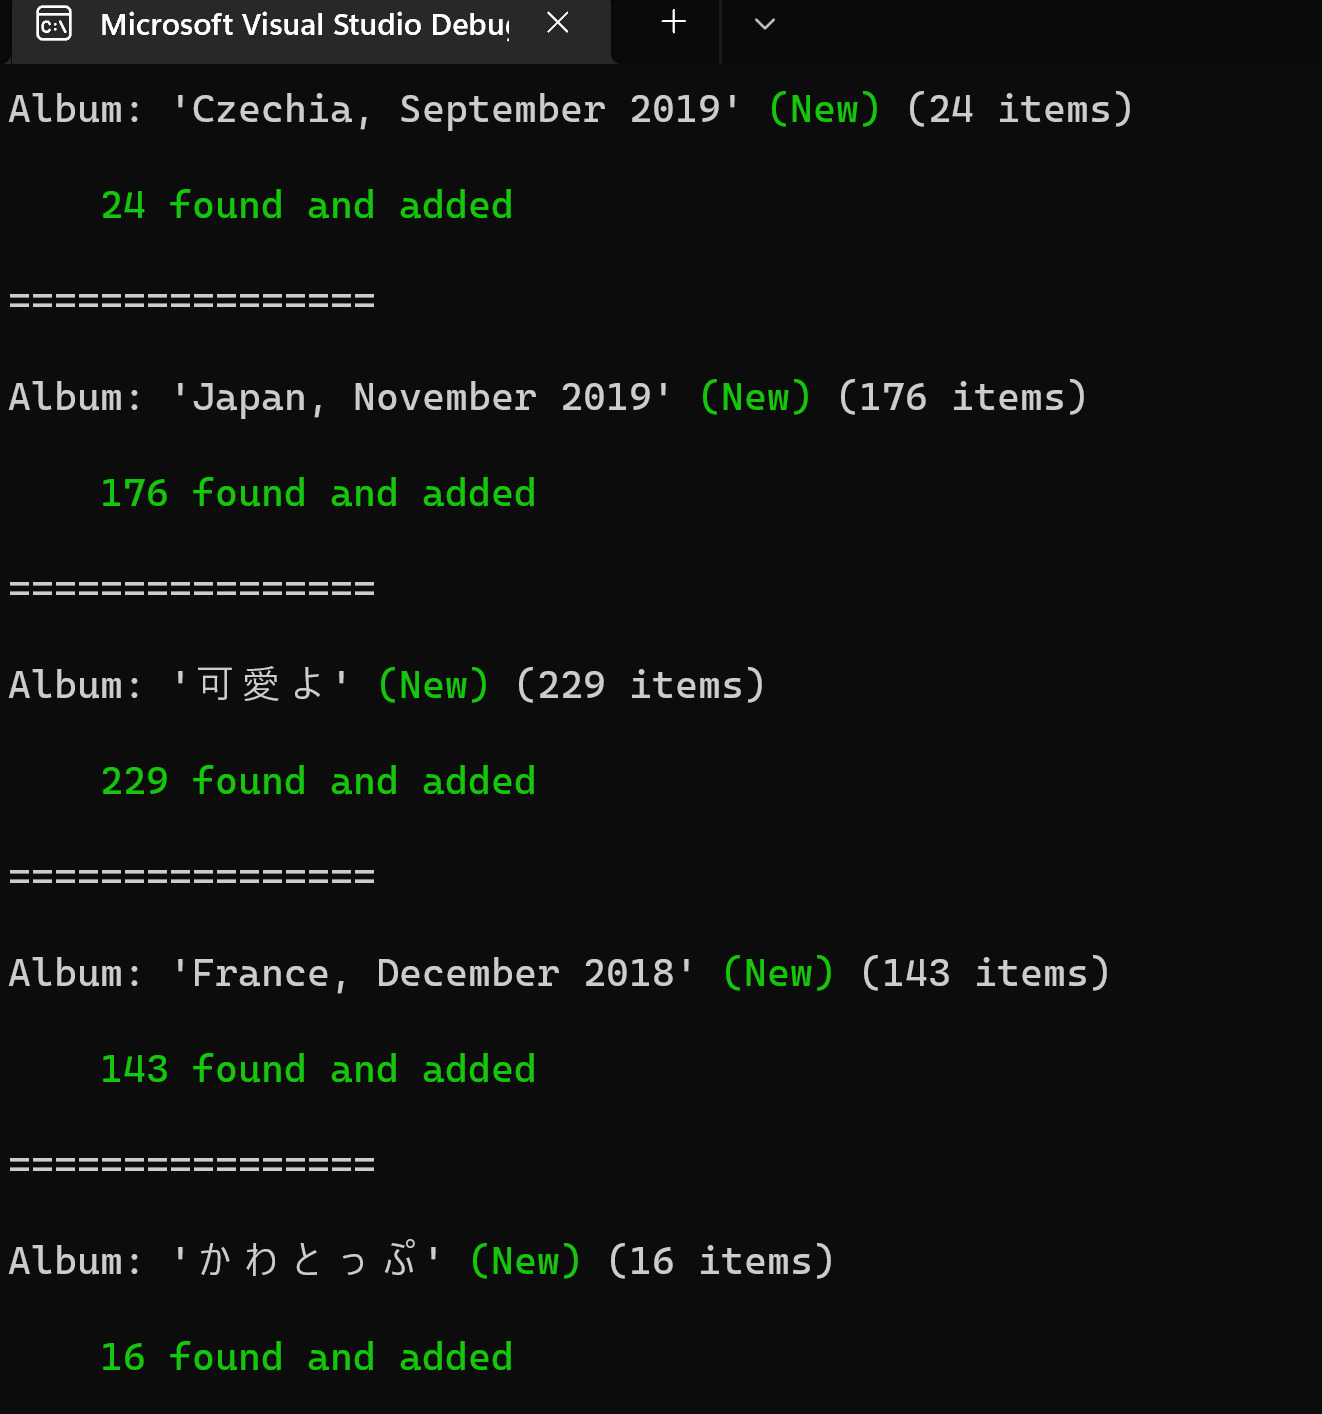 Microsoft Visual Studio Debug
Album: 'Czechia, September 2019' (New) (24 items)
24 found and added
================
Album: 'Japan, November 2019' (New) (176 items)
176 found and added
================
Album: '可愛よ' (New) (229 items)
229 found and added
================
Album: 'France, December 2018' (New) (143 items)
143 found and added
================
Album: 'かわとっぷ' (New) (16 items)
16 found and added